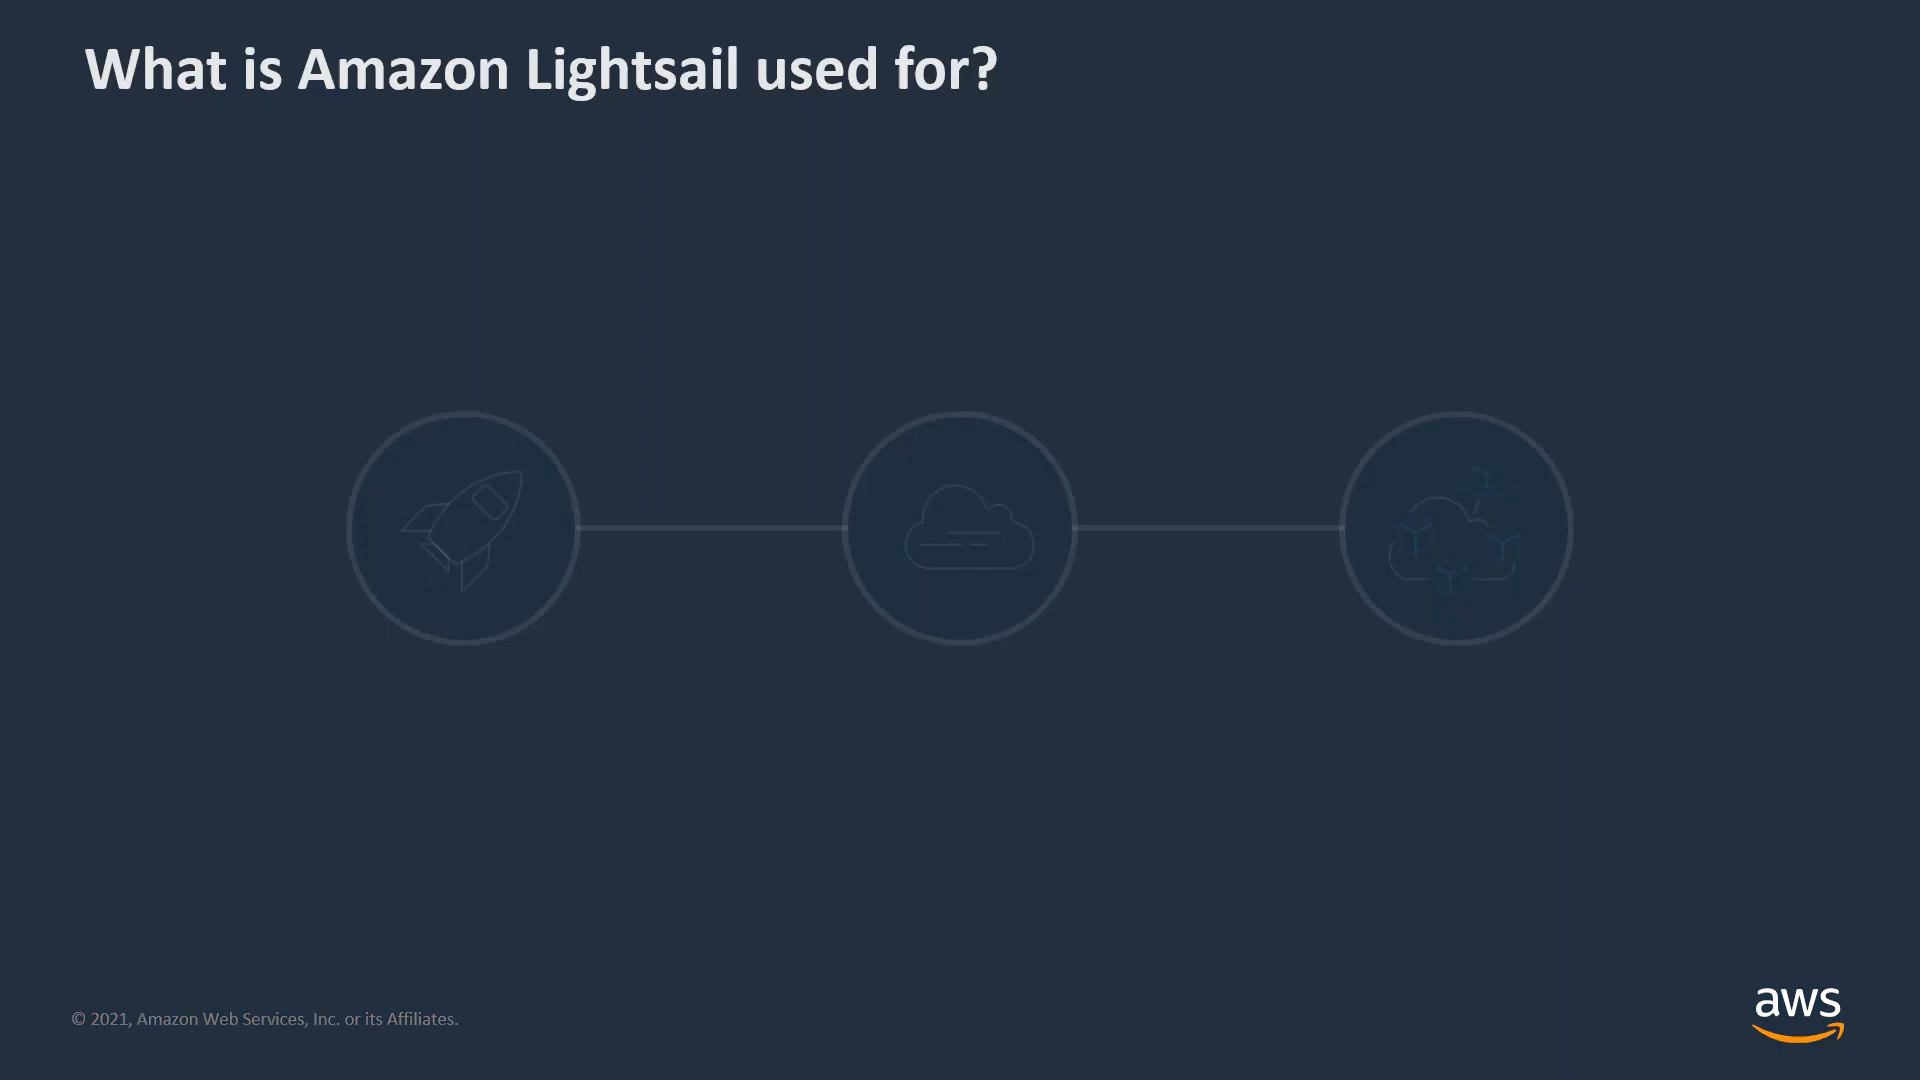 What is Amazon Lightsail used for?
© 2021, Amazon Web Services, Inc. or its Affiliates.
aws